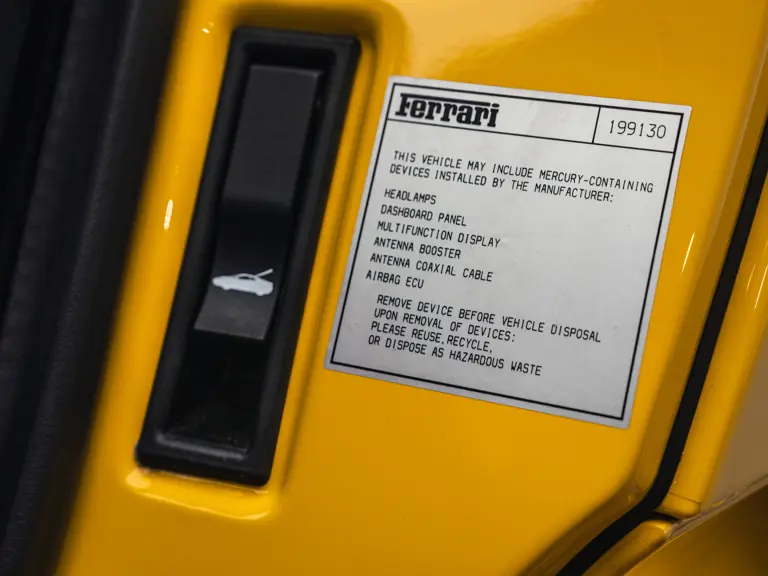 Ferrari
199130
THIS VEHICLE MAY INCLUDE MERCURY-CONTAINING
DEVICES INSTALLED BY THE MANUFACTURER:
HEADLAMPS
DASHBOARD PANEL
MULTIFUNCTION DISPLAY
ANTENNA BOOSTER
ANTENNA COAXIAL CABLE
AIRBAG ECU
REMOVE DEVICE BEFORE VEHICLE DISPOSAL
UPON REMOVAL OF DEVICES:
PLEASE REUSE,RECYCLE,
OR DISPOSE AS HAZARDOUS WASTE